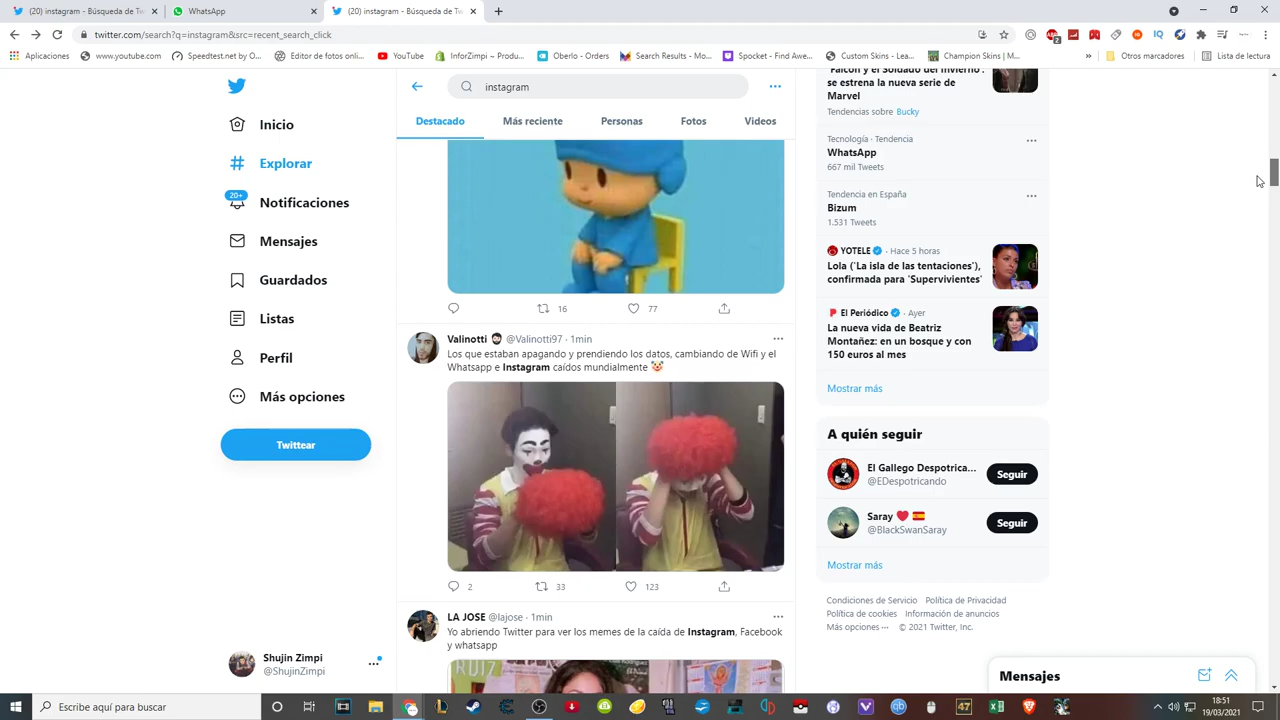 (20) instagram - Búsqueda de Tw
WhatsApp
(20) instagram - Búsqueda de Tw
twitter.com/search?q=instagram&src=recent_search_click
Aplicaciones
www.youtube.com
Speedtest.net by O...
Editor de fotos onli...
YouTube
InforZimpi – Produ...
Oberlo - Orders
Search Results - Mo...
Spocket - Find Awe...
Custom Skins - Lea...
Champion Skins | M...
Otros marcadores
Lista de lectura
Inicio
Explorar
20+
Notificaciones
Mensajes
Guardados
Listas
Perfil
Más opciones
Twittear
Shujin Zimpi
@ShujinZimpi
instagram
Destacado
Más reciente
Personas
Fotos
Videos
16
77
Valinotti @Valinotti97 · 1min
Los que estaban apagando y prendiendo los datos, cambiando de Wifi y el
Whatsapp e Instagram caídos mundialmente
2
33
123
LA JOSE @lajose · 1min
Yo abriendo Twitter para ver los memes de la caída de Instagram, Facebook
y whatsapp
'Falcon y el Soldado del Invierno':
se estrena la nueva serie de
Marvel
Tendencias sobre Bucky
Tecnología · Tendencia
WhatsApp
667 mil Tweets
Tendencia en España
Bizum
1.531 Tweets
YOTELE · Hace 5 horas
Lola ('La isla de las tentaciones'),
confirmada para 'Supervivientes'
El Periódico · Ayer
La nueva vida de Beatriz
Montañez: en un bosque y con
150 euros al mes
Mostrar más
A quién seguir
El Gallego Despotrica...
@EDespotricando
Seguir
Saray
@BlackSwanSaray
Seguir
Mostrar más
Condiciones de Servicio Política de Privacidad
Política de cookies Información de anuncios
Más opciones ··· © 2021 Twitter, Inc.
Mensajes
Escribe aquí para buscar
18:51
19/03/2021